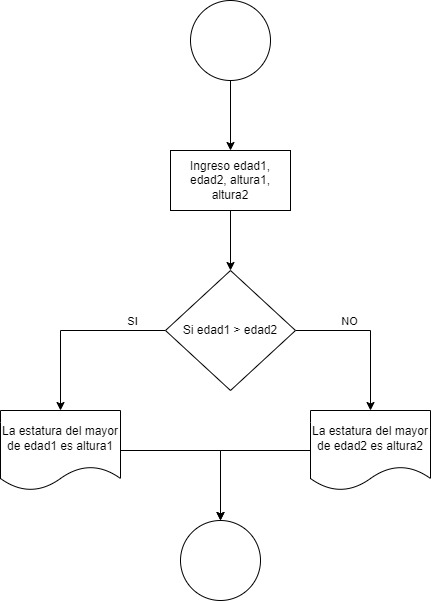 Ingreso edad1,
edad2, altura1,
altura2
SI
Si edad1 > edad2
NO
La estatura del mayor
de edad1 es altura1
La estatura del mayor
de edad2 es altura2